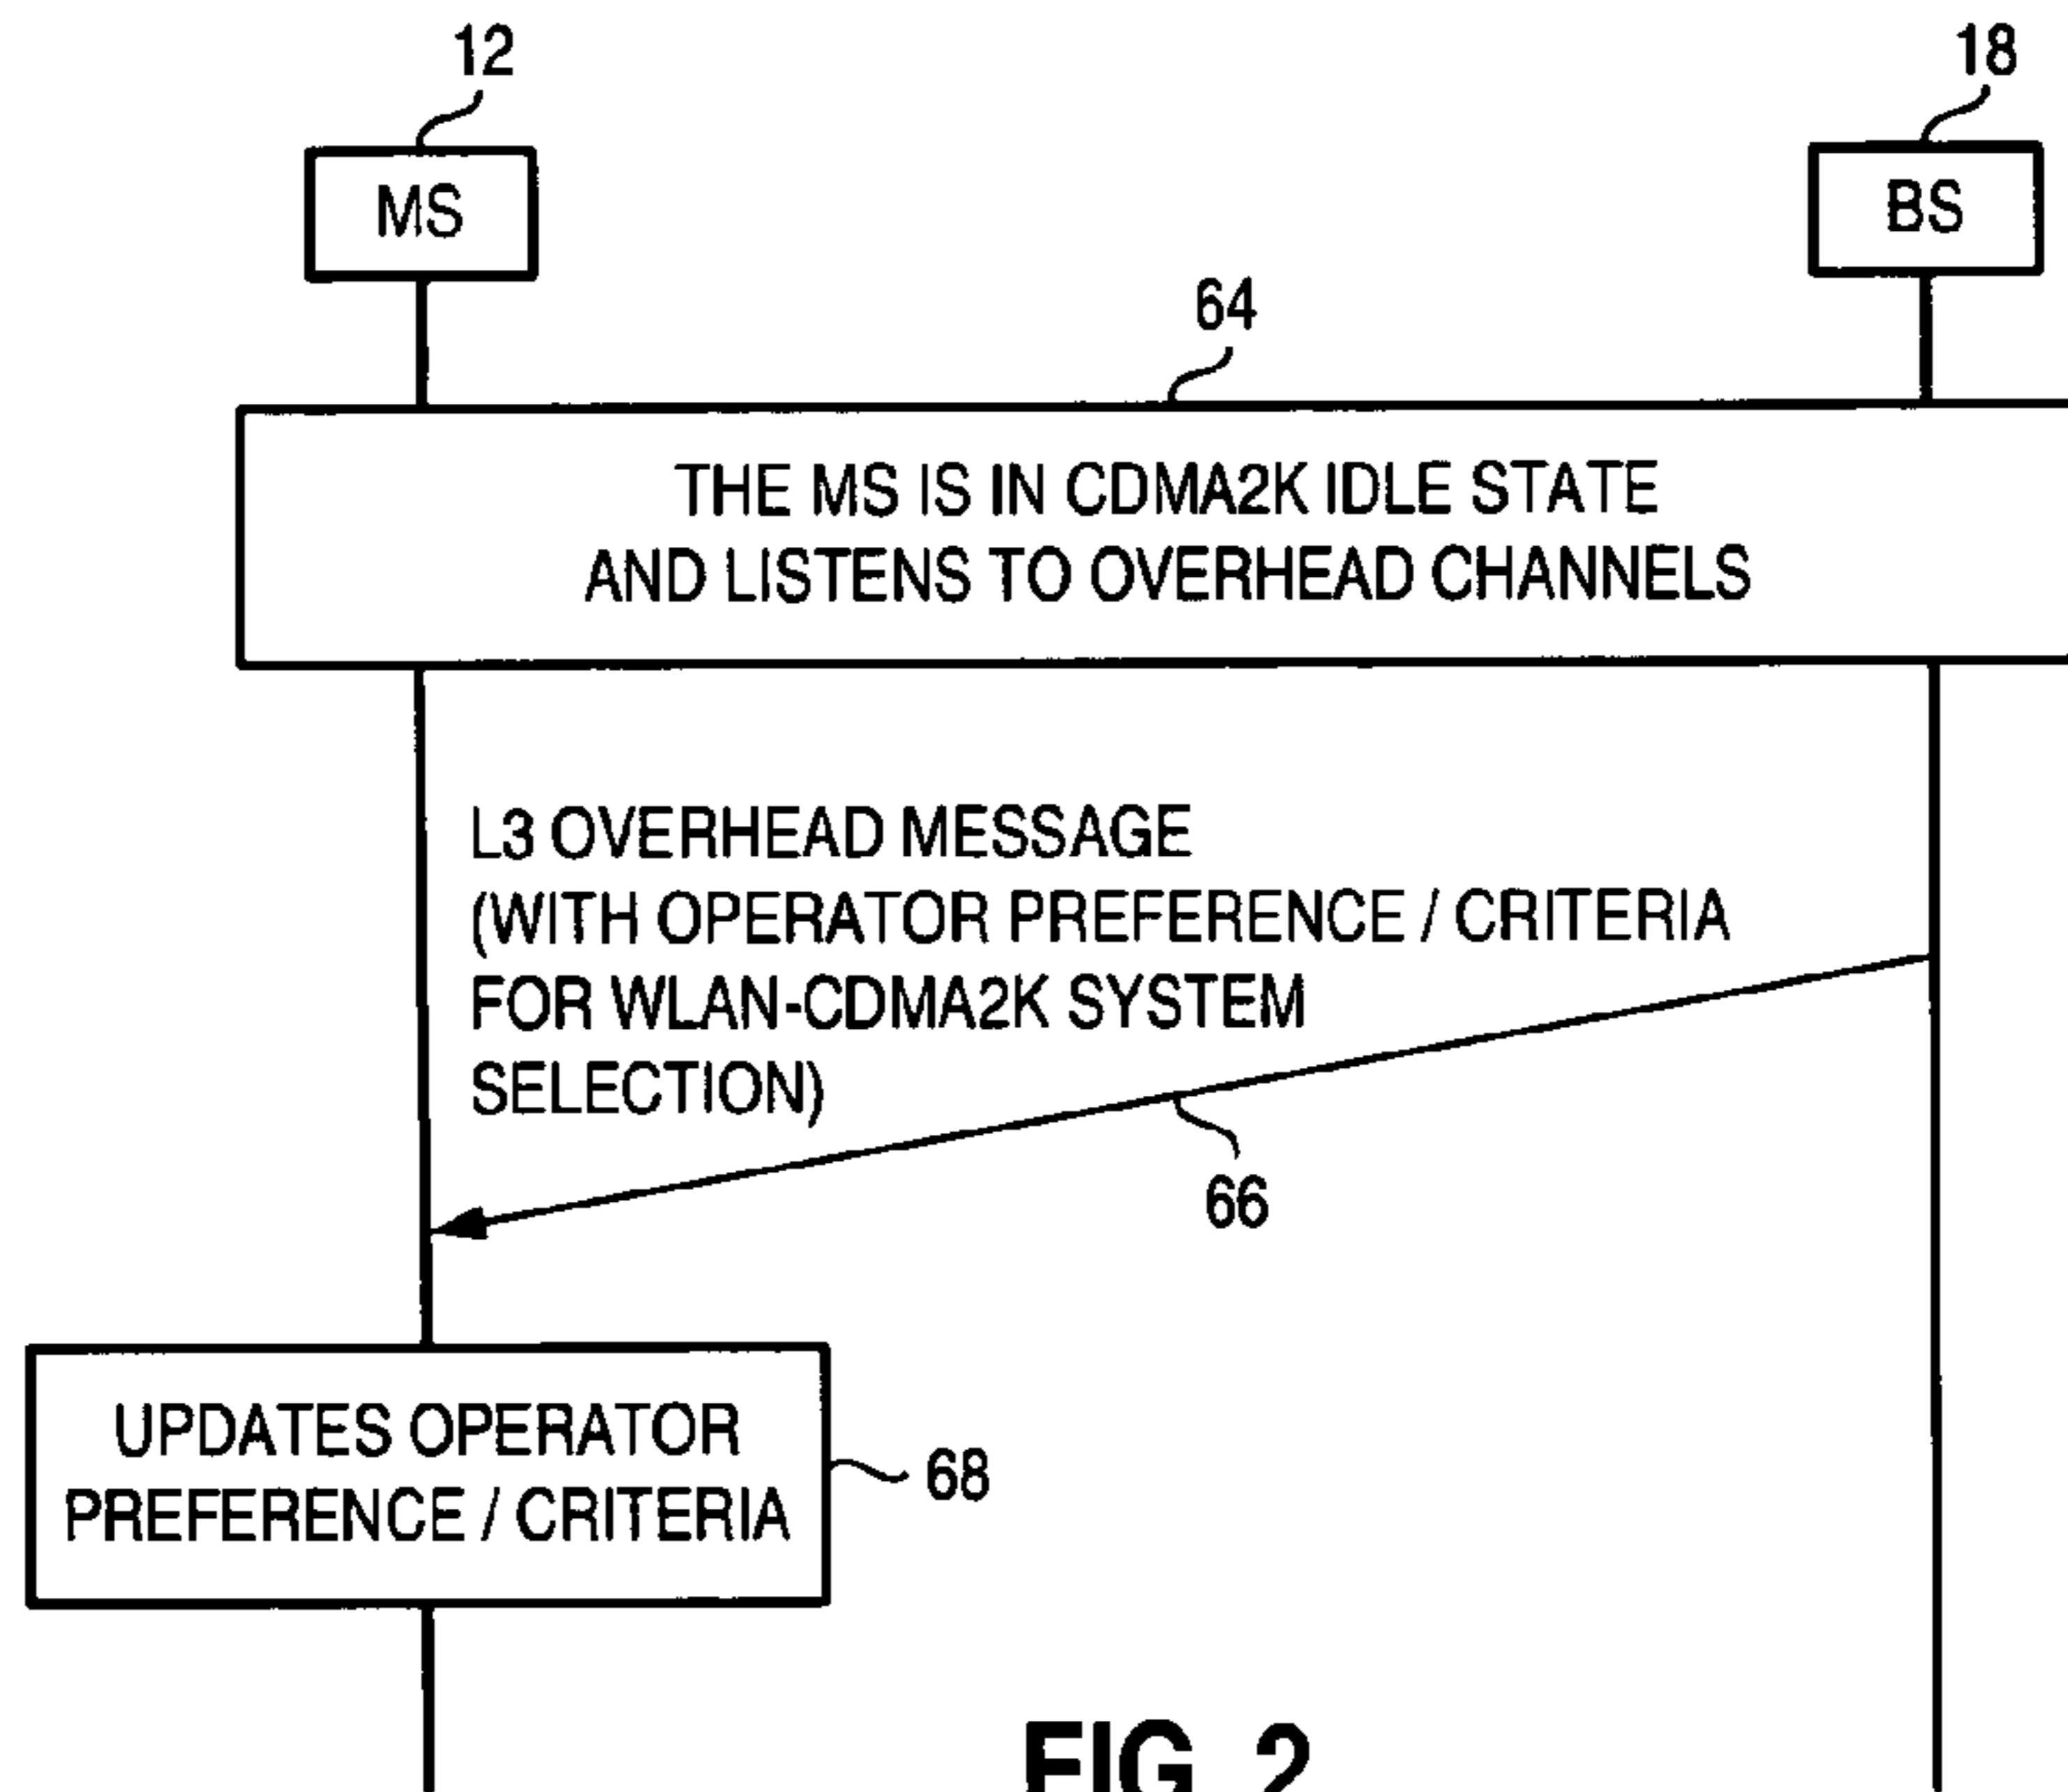 12
18
MS
BS
64
THE MS IS IN CDMA2K IDLE STATE
AND LISTENS TO OVERHEAD CHANNELS
L3 OVERHEAD MESSAGE
(WITH OPERATOR PREFERENCE / CRITERIA
FOR WLAN-CDMA2K SYSTEM
SELECTION)
66
UPDATES OPERATOR
PREFERENCE / CRITERIA
68
FIG. 2